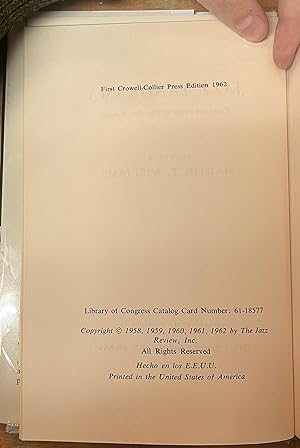 First Crowell-Collier Press Edition 1962
MARTIN T. WILLIAMS
Library of Congress Catalog Card Number: 61-18577
Copyright © 1958, 1959, 1960, 1961, 1962 by The Jazz
Review, Inc.
All Rights Reserved
Hecho en los E.E.U.U.
Printed in the United States of America